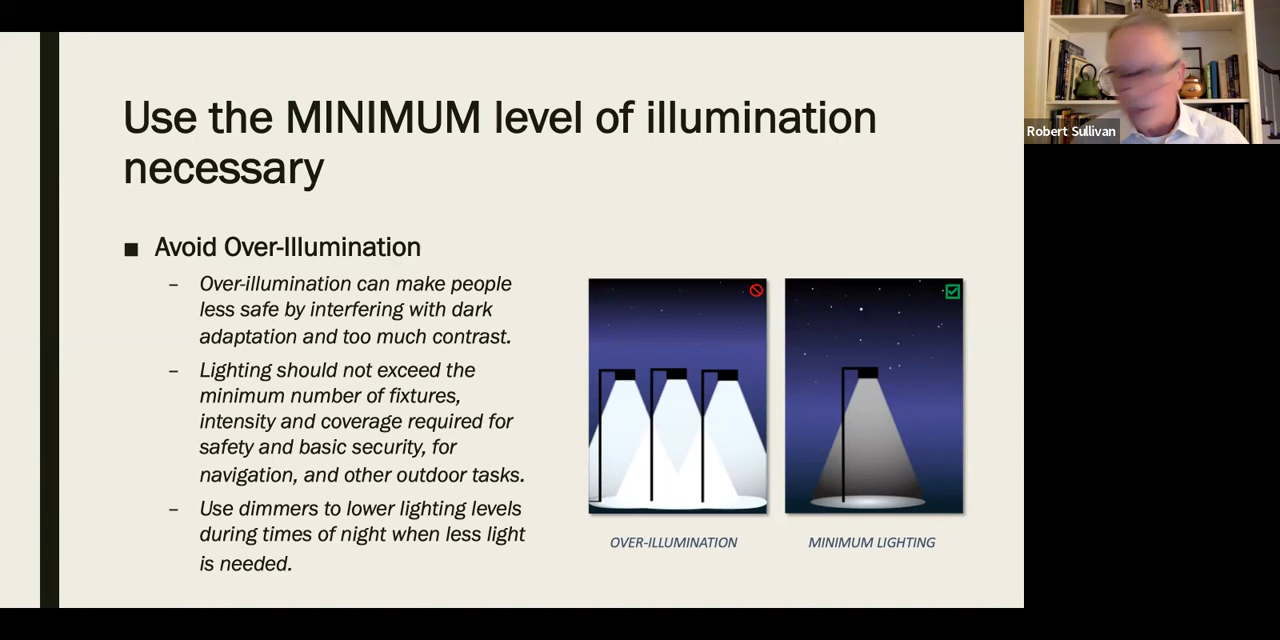 Use the MINIMUM level of illumination
necessary
■ Avoid Over-Illumination
– Over-illumination can make people
less safe by interfering with dark
adaptation and too much contrast.
– Lighting should not exceed the
minimum number of fixtures,
intensity and coverage required for
safety and basic security, for
navigation, and other outdoor tasks.
– Use dimmers to lower lighting levels
during times of night when less light
is needed.
OVER-ILLUMINATION
MINIMUM LIGHTING
Robert Sullivan